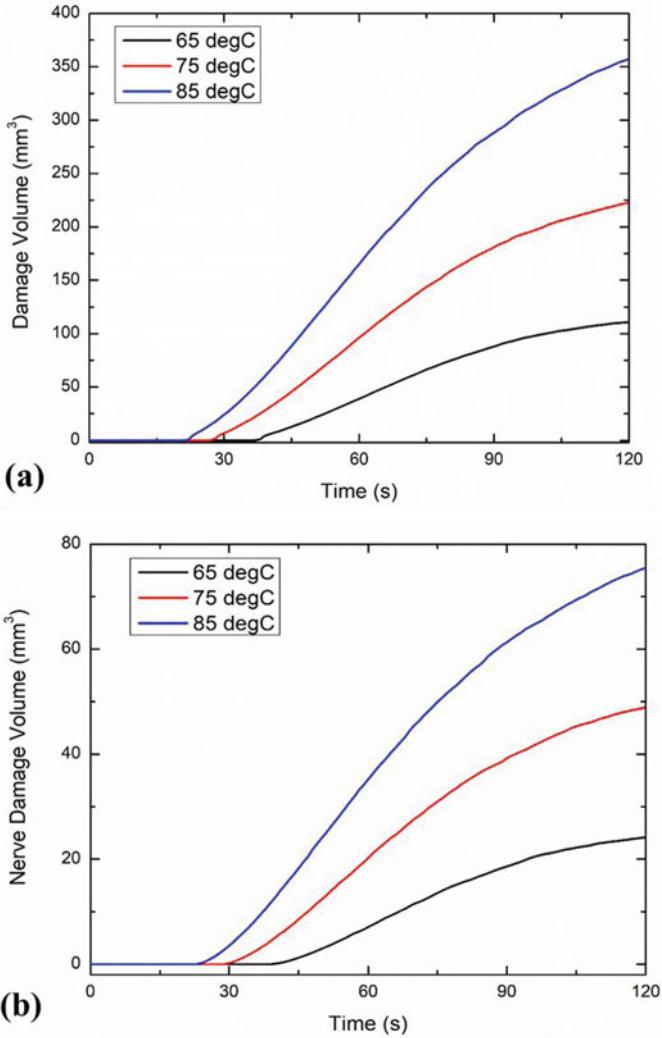 400
350
300
250
200
150
100
50
0
Damage Volume (mm³)
65 degC
75 degC
85 degC
0 30 60 90 120
Time (s)
(a)
80
60
40
20
0
Nerve Damage Volume (mm³)
65 degC
75 degC
85 degC
0 30 60 90 120
Time (s)
(b)